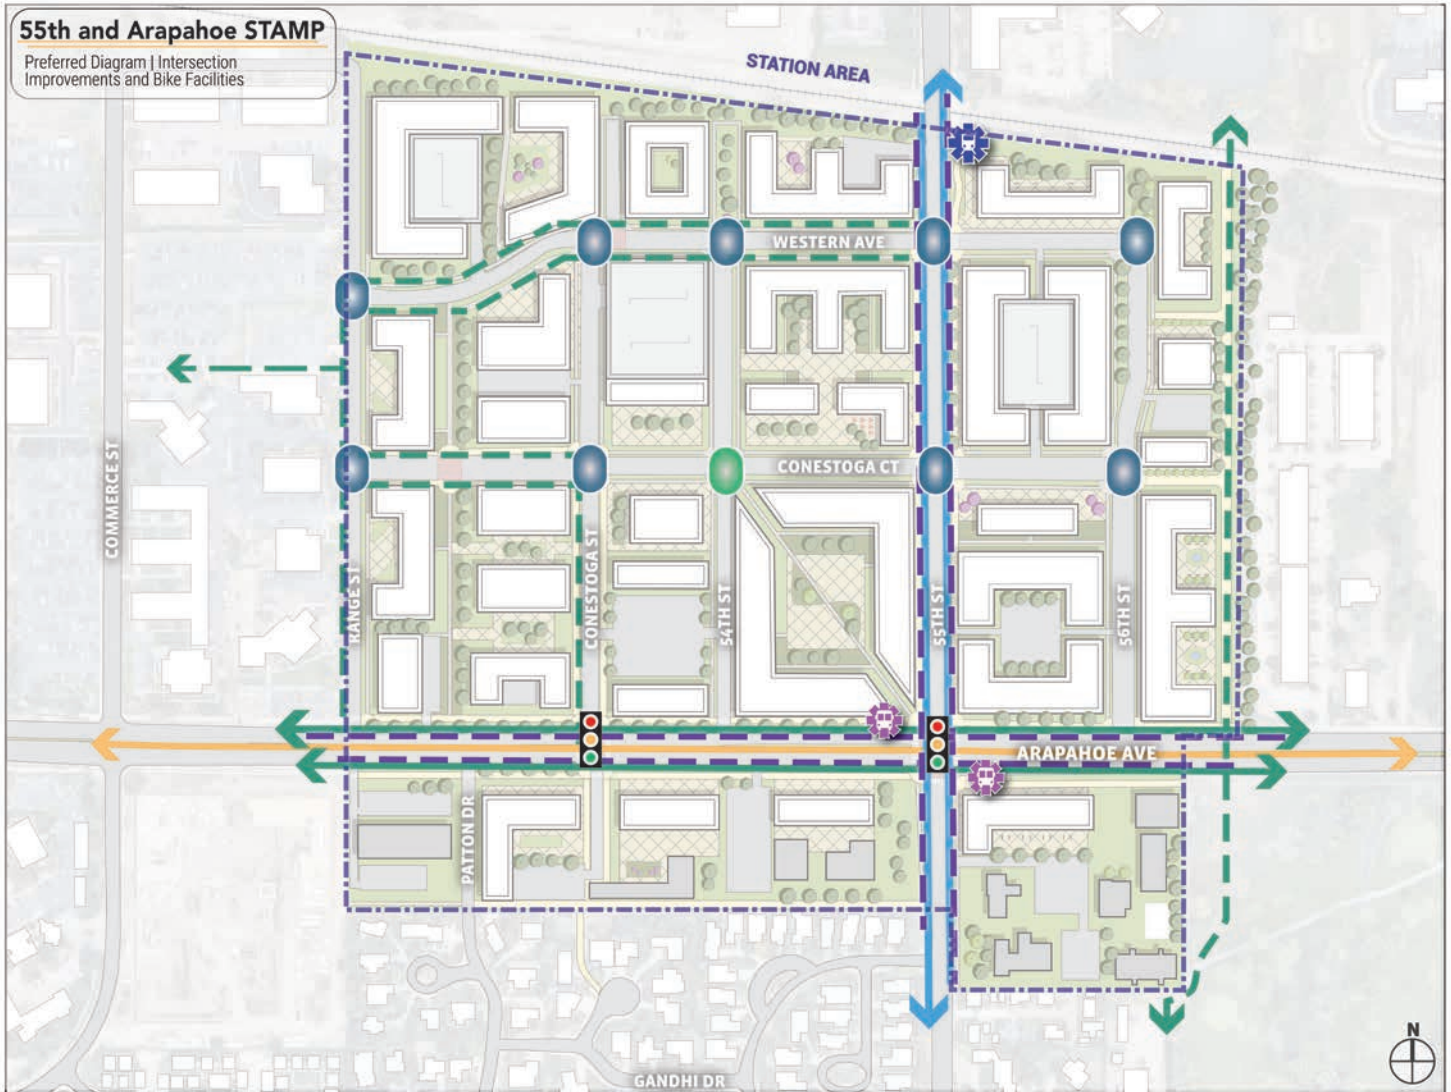 55th and Arapahoe STAMP
Preferred Diagram | Intersection
Improvements and Bike Facilities
STATION AREA
WESTERN AVE
CONESTOGA CT
COMMERCE ST
RANGE ST
CONESTOGA ST
54TH ST
55TH ST
56TH ST
ARAPAHOE AVE
PATTON DR
GANDHI DR
N